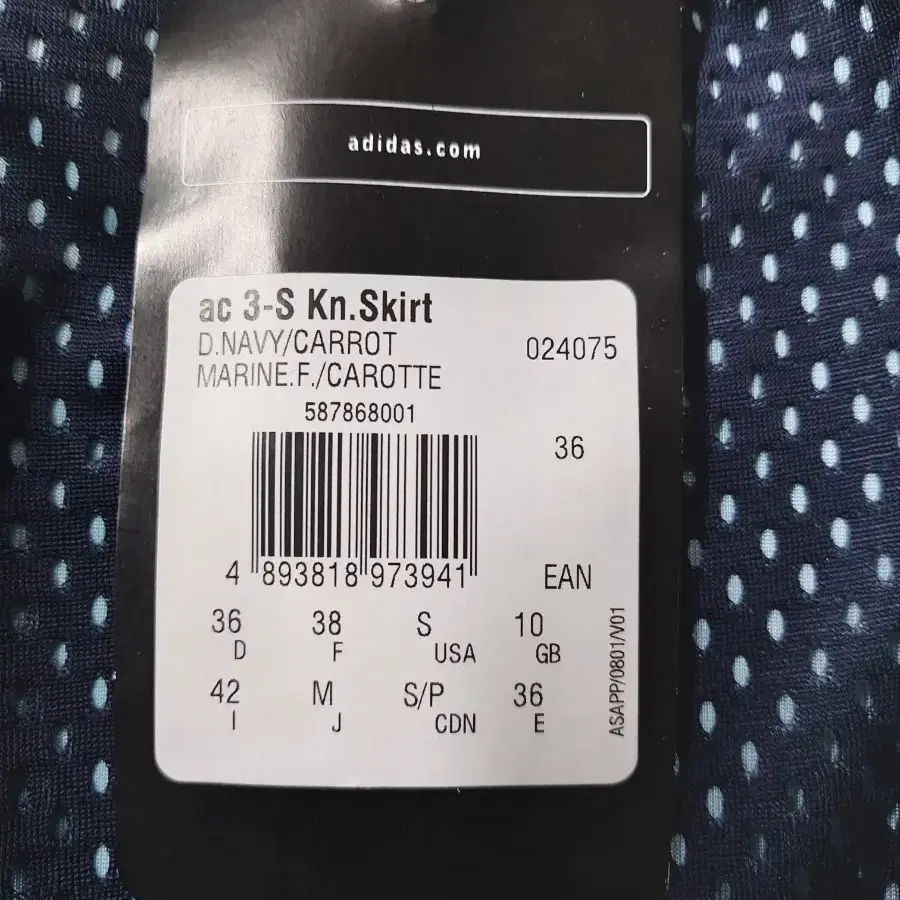 adidas.com
ac 3-S Kn.Skirt
D.NAVY/CARROT 024075
MARINE.F./CAROTTE
587868001
36
4 893818 973941 EAN
36 38 S 10
D F USA GB
42 M S/P 36
I J CDN E
ASAPP/0801/V01